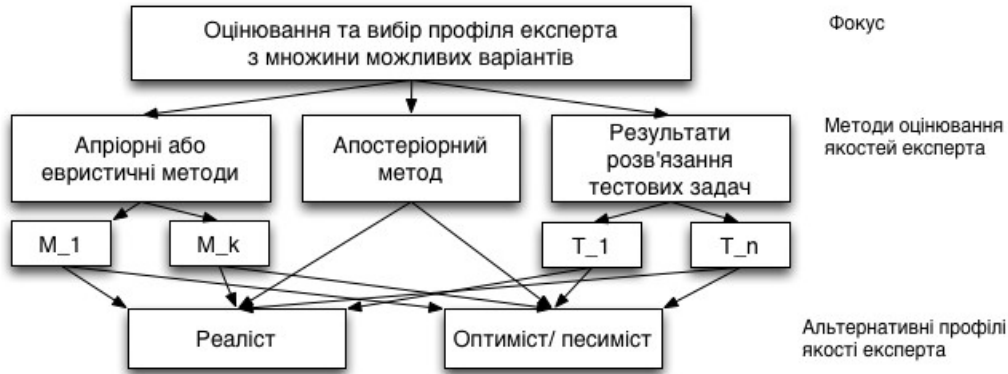 Оцінювання та вибір профіля експерта
з множини можливих варіантів
Фокус
Апріорні або
евристичні методи
Апостеріорний
метод
Результати
розв'язання
тестових задач
Методи оцінювання
якостей експерта
M_1
M_k
T_1
T_n
Реаліст
Оптиміст/ песиміст
Альтернативні профілі
якості експерта